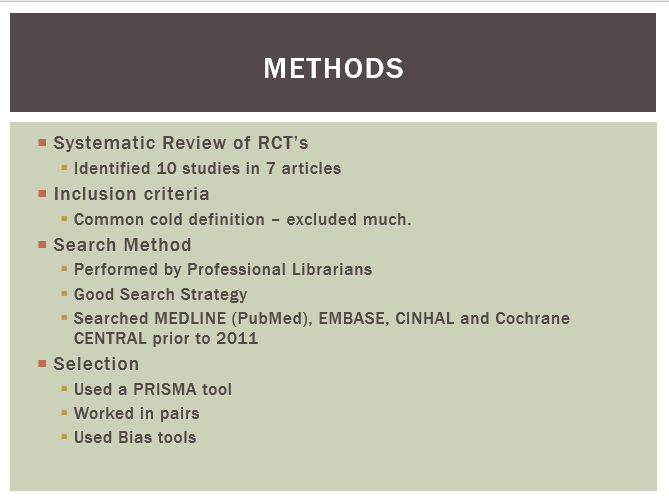 METHODS
Systematic Review of RCT's
Identified 10 studies in 7 articles
Inclusion criteria
Common cold definition – excluded much.
Search Method
Performed by Professional Librarians
Good Search Strategy
Searched MEDLINE (PubMed), EMBASE, CINHAL and Cochrane
CENTRAL prior to 2011
Selection
Used a PRISMA tool
Worked in pairs
Used Bias tools